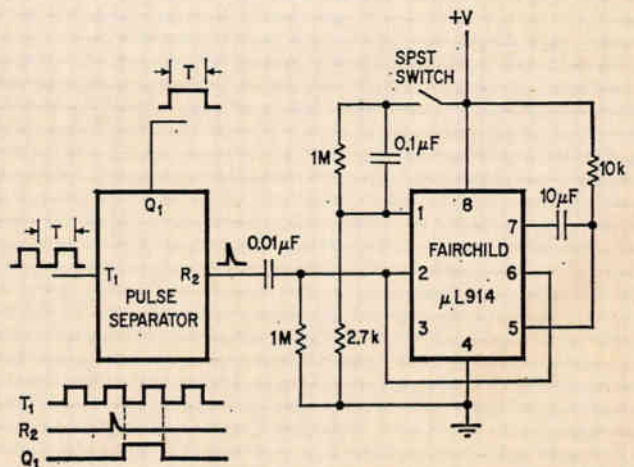 +V
SPST
SWITCH
T
0.1μF
1M
10k
10μF
Q₁
1
8
7
T
0.01μF
FAIRCHILD
T₁
R₂
2
6
PULSE
SEPARATOR
μL914
1M
2.7k
3
5
4
T₁
R₂
Q₁